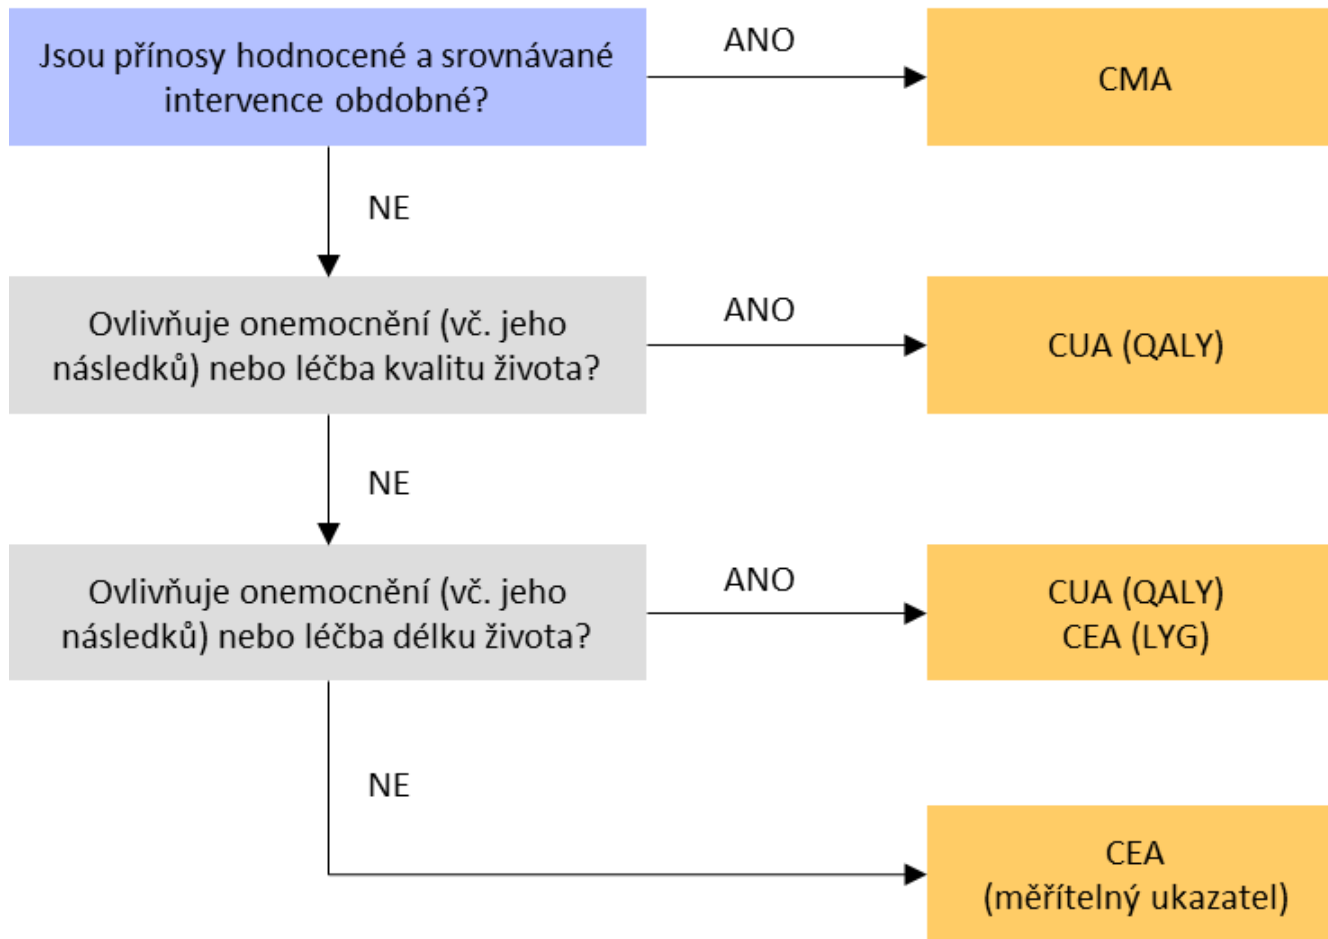 Jsou přínosy hodnocené a srovnávané
intervence obdobné?
ANO
CMA
NE
Ovlivňuje onemocnění (vč. jeho
následků) nebo léčba kvalitu života?
ANO
CUA (QALY)
NE
Ovlivňuje onemocnění (vč. jeho
následků) nebo léčba délku života?
ANO
CUA (QALY)
CEA (LYG)
NE
CEA
(měřítelný ukazatel)